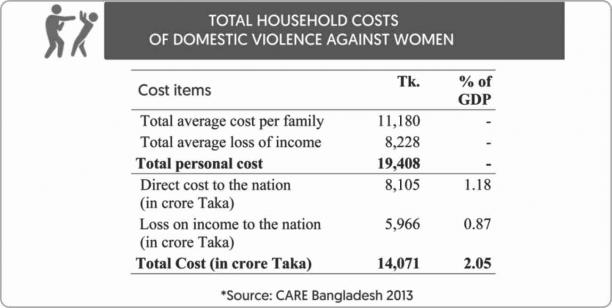 TOTAL HOUSEHOLD COSTS
OF DOMESTIC VIOLENCE AGAINST WOMEN
Cost items Tk. % of GDP
Total average cost per family 11,180 -
Total average loss of income 8,228 -
Total personal cost 19,408 -
Direct cost to the nation 8,105 1.18
(in crore Taka)
Loss on income to the nation 5,966 0.87
(in crore Taka)
Total Cost (in crore Taka) 14,071 2.05
*Source: CARE Bangladesh 2013